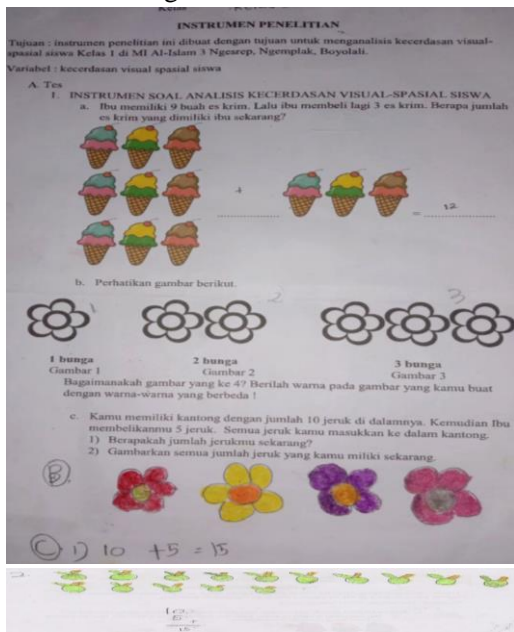 INSTRUMEN PENELITIAN
Tujuan : instrumen penelitian ini dibuat dengan tujuan untuk menganalisis kecerdasan visual-
spasial siswa Kelas 1 di MI Al-Islam 3 Ngesrep, Ngemplak, Boyolali.
Variabel : kecerdasan visual spasial siswa
A. Tes
1. INSTRUMEN SOAL ANALISIS KECERDASAN VISUAL-SPASIAL SISWA
a. Ibu memiliki 9 buah es krim. Lalu ibu membeli lagi 3 es krim. Berapa jumlah
es krim yang dimiliki ibu sekarang?
+ = 12
b. Perhatikan gambar berikut.
1 2 3
1 bunga 2 bunga 3 bunga
Gambar 1 Gambar 2 Gambar 3
Bagaimanakah gambar yang ke 4? Berilah warna pada gambar yang kamu buat
dengan warna-warna yang berbeda !
c. Kamu memiliki kantong dengan jumlah 10 jeruk di dalamnya. Kemudian Ibu
membelikanmu 5 jeruk. Semua jeruk kamu masukkan ke dalam kantong.
1) Berapakah jumlah jerukmu sekarang?
2) Gambarkan semua jumlah jeruk yang kamu miliki sekarang.
B.
C 1) 10 + 5 = 15
2.
15